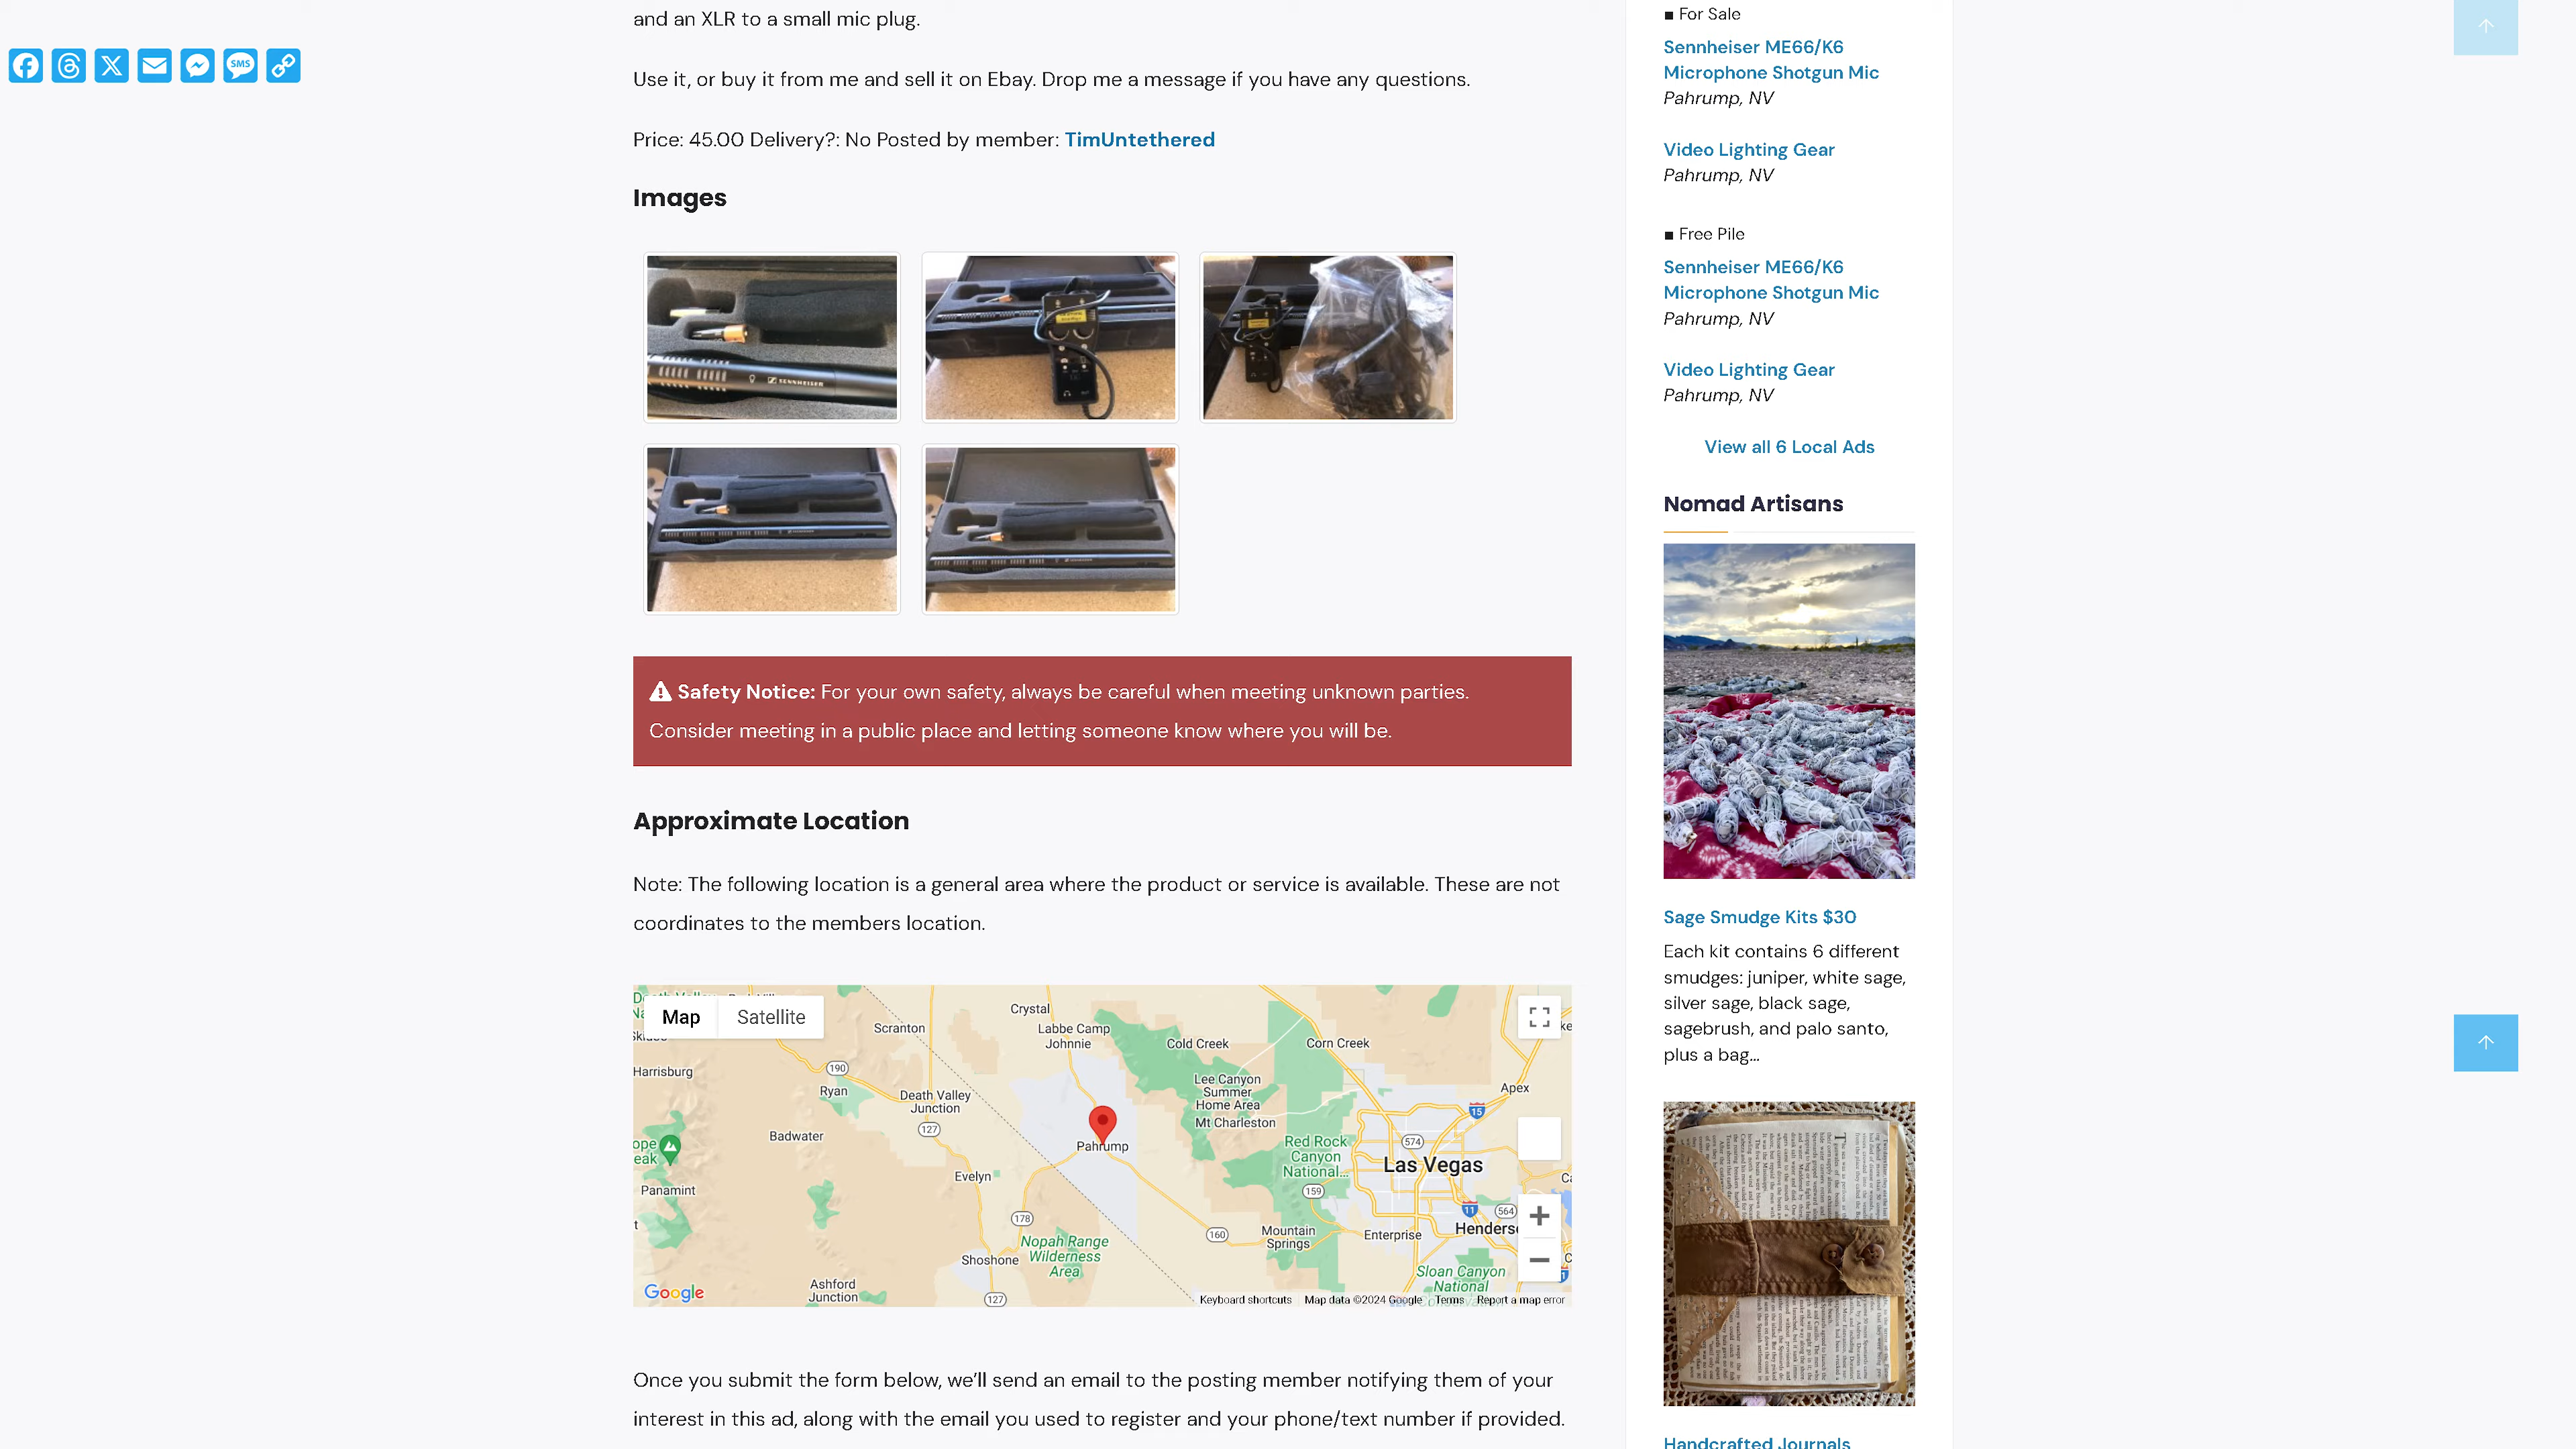 and an XLR to a small mic plug.
SMS
Use it, or buy it from me and sell it on Ebay. Drop me a message if you have any questions.
Price: 45.00 Delivery?: No Posted by member: TimUntethered
Images
SENNHEISER
⚠ Safety Notice: For your own safety, always be careful when meeting unknown parties.
Consider meeting in a public place and letting someone know where you will be.
Approximate Location
Note: The following location is a general area where the product or service is available. These are not
coordinates to the members location.
Map
Satellite
Crystal
Scranton
Labbe Camp
Johnnie
Cold Creek
Corn Creek
190
Harrisburg
Ryan
Death Valley
Junction
Lee Canyon
Summer
Home Area
Apex
15
127
Mt Charleston
Badwater
Pahrump
574
Red Rock
Canyon
National...
Las Vegas
Evelyn
Panamint
159
178
11
564
160
Mountain
Springs
Enterprise
Henders
Nopah Range
Wilderness
Area
Shoshone
Sloan Canyon
National
Ashford
Junction
127
Google
Keyboard shortcuts
Map data ©2024 Google
Terms
Report a map error
Once you submit the form below, we'll send an email to the posting member notifying them of your
interest in this ad, along with the email you used to register and your phone/text number if provided.
■ For Sale
Sennheiser ME66/K6
Microphone Shotgun Mic
Pahrump, NV
Video Lighting Gear
Pahrump, NV
■ Free Pile
Sennheiser ME66/K6
Microphone Shotgun Mic
Pahrump, NV
Video Lighting Gear
Pahrump, NV
View all 6 Local Ads
Nomad Artisans
Sage Smudge Kits $30
Each kit contains 6 different
smudges: juniper, white sage,
silver sage, black sage,
sagebrush, and palo santo,
plus a bag...
Handcrafted Journals